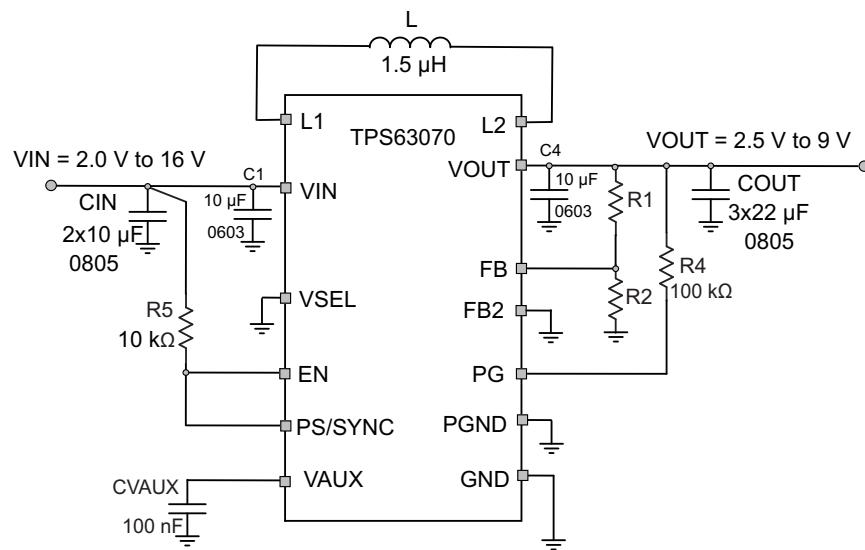 L
1.5 µH
L1
TPS63070
L2
VIN = 2.0 V to 16 V
C1
C4
VOUT = 2.5 V to 9 V
VIN
VOUT
CIN
2x10 µF
0805
10 µF
0603
10 µF
0603
R1
COUT
3x22 µF
0805
FB
R4
100 kΩ
R5
10 kΩ
VSEL
R2
FB2
EN
PG
PS/SYNC
PGND
CVAUX
100 nF
VAUX
GND